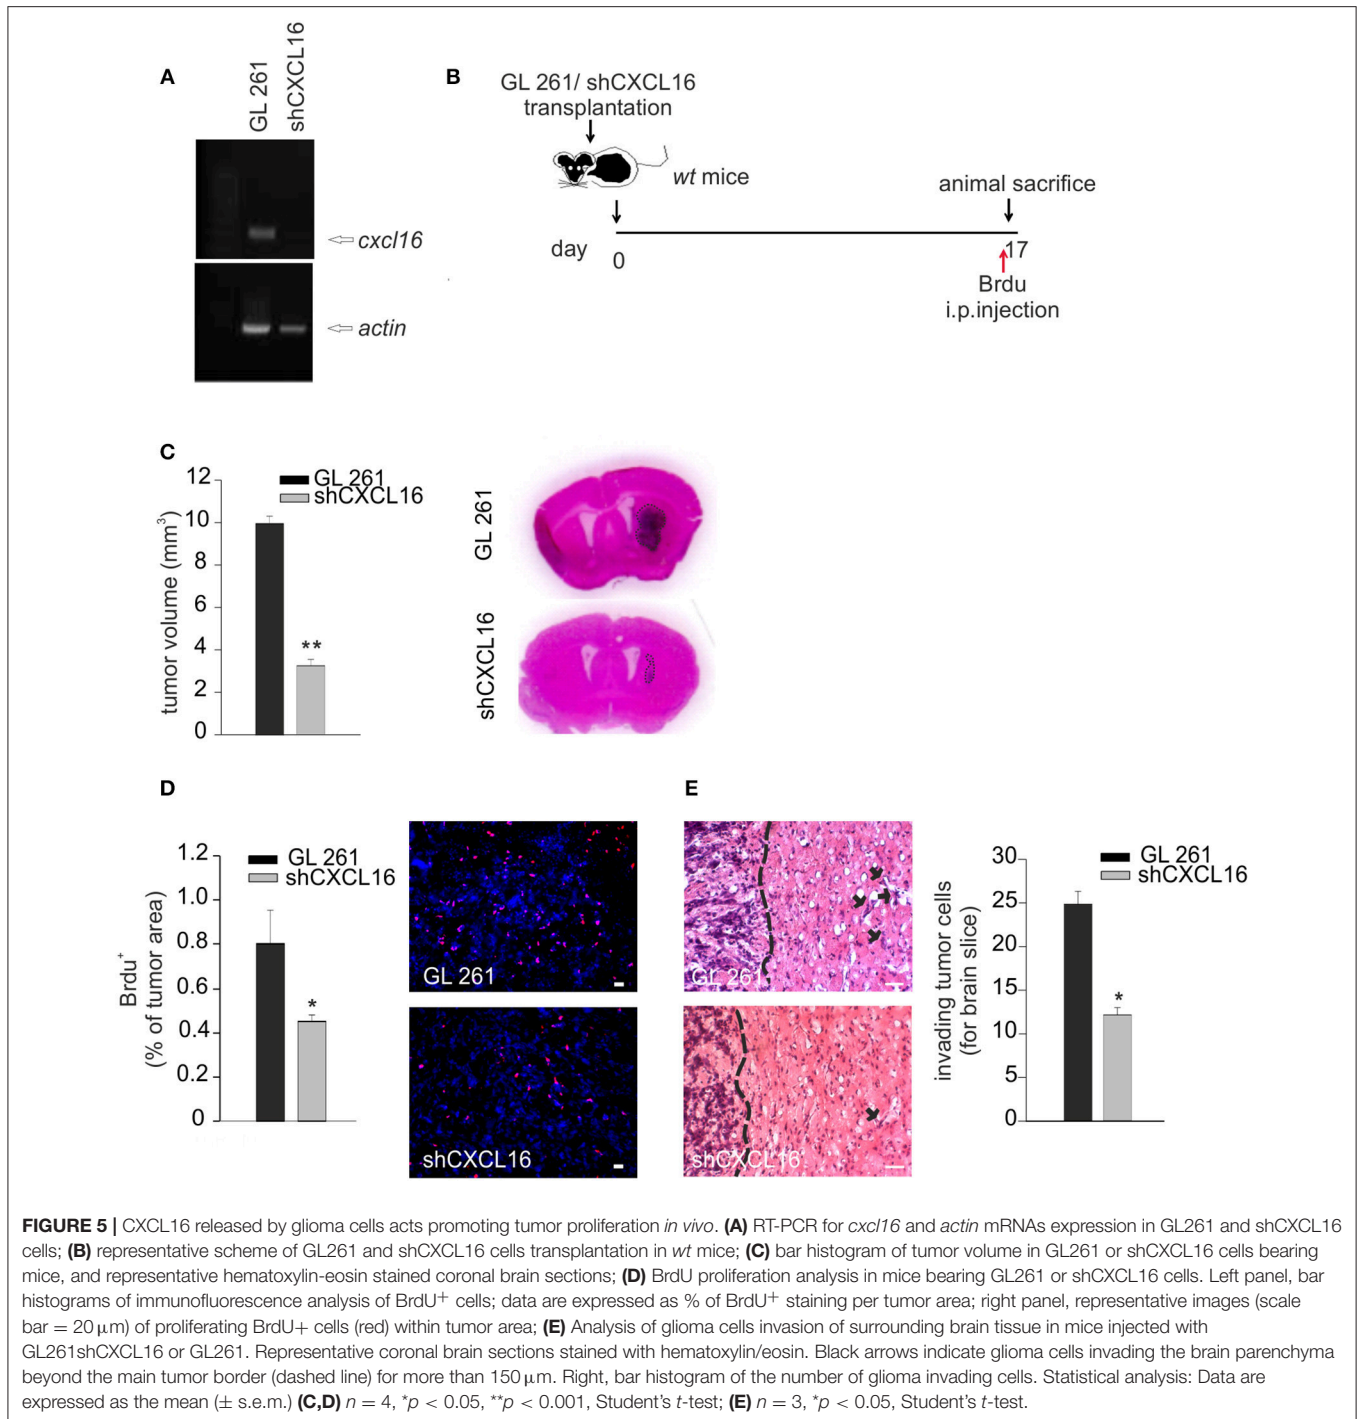 A
GL 261
shCXCL16
cxcl16
actin
B
GL 261/ shCXCL16
transplantation
wt mice
animal sacrifice
day
0
17
Brdu
i.p.injection
C
GL 261
shCXCL16
12
10
8
6
4
2
0
tumor volume (mm³)
**
GL 261
shCXCL16
D
GL 261
shCXCL16
1.2
1.0
0.8
0.6
0.4
0.2
0
Brdu⁺
(% of tumor area)
*
GL 261
shCXCL16
E
GL 261
shCXCL16
GL 261
shCXCL16
30
25
20
15
10
5
0
invading tumor cells
(for brain slice)
*
FIGURE 5 | CXCL16 released by glioma cells acts promoting tumor proliferation in vivo. (A) RT-PCR for cxcl16 and actin mRNAs expression in GL261 and shCXCL16
cells; (B) representative scheme of GL261 and shCXCL16 cells transplantation in wt mice; (C) bar histogram of tumor volume in GL261 or shCXCL16 cells bearing
mice, and representative hematoxylin-eosin stained coronal brain sections; (D) BrdU proliferation analysis in mice bearing GL261 or shCXCL16 cells. Left panel, bar
histograms of immunofluorescence analysis of BrdU⁺ cells; data are expressed as % of BrdU⁺ staining per tumor area; right panel, representative images (scale
bar = 20 μm) of proliferating BrdU+ cells (red) within tumor area; (E) Analysis of glioma cells invasion of surrounding brain tissue in mice injected with
GL261shCXCL16 or GL261. Representative coronal brain sections stained with hematoxylin/eosin. Black arrows indicate glioma cells invading the brain parenchyma
beyond the main tumor border (dashed line) for more than 150 μm. Right, bar histogram of the number of glioma invading cells. Statistical analysis: Data are
expressed as the mean (± s.e.m.) (C,D) n = 4, *p < 0.05, **p < 0.001, Student's t-test; (E) n = 3, *p < 0.05, Student's t-test.